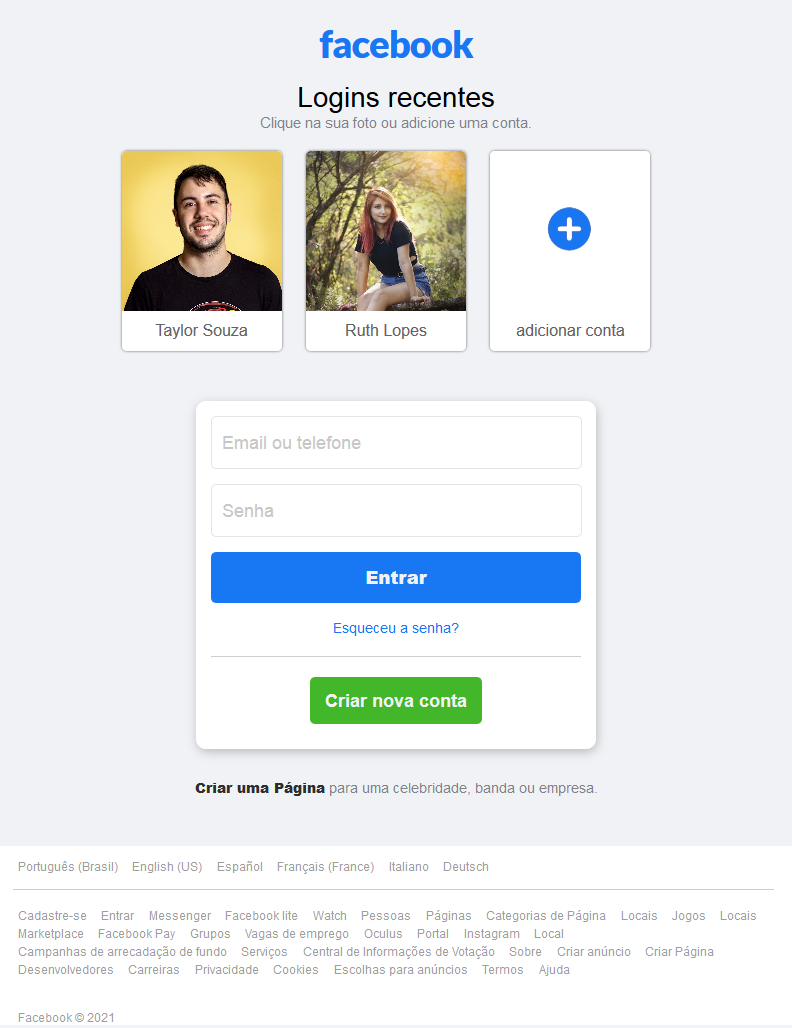 facebook
Logins recentes
Clique na sua foto ou adicione uma conta.
Taylor Souza Ruth Lopes adicionar conta
Email ou telefone
Senha
Entrar
Esqueceu a senha?
Criar nova conta
Criar uma Página para uma celebridade, banda ou empresa.
Português (Brasil) English (US) Español Français (France) Italiano Deutsch
Cadastre-se Entrar Messenger Facebook lite Watch Pessoas Páginas Categorias de Página Locais Jogos Locais
Marketplace Facebook Pay Grupos Vagas de emprego Oculus Portal Instagram Local
Campanhas de arrecadação de fundo Serviços Central de Informações de Votação Sobre Criar anúncio Criar Página
Desenvolvedores Carreiras Privacidade Cookies Escolhas para anúncios Termos Ajuda
Facebook © 2021